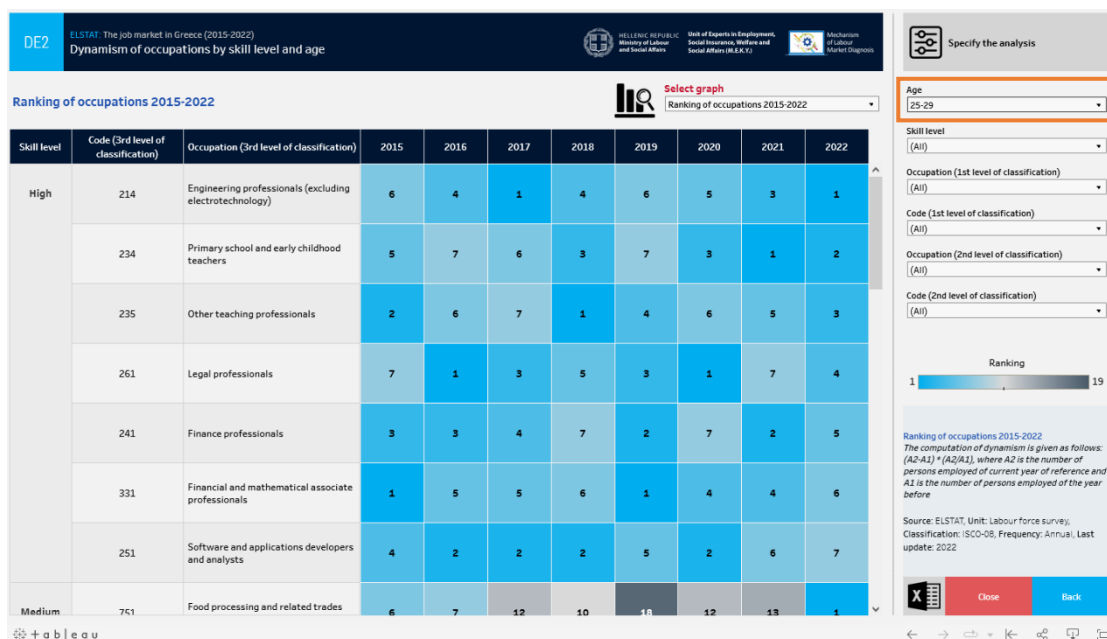 DE2
ELSTAT: The job market in Greece (2015-2022)
Dynamism of occupations by skill level and age
HELLENIC REPUBLIC
Ministry of Labour
and Social Affairs
Unit of Experts in Employment,
Social Insurance, Welfare and
Social Affairs (M.E.K.Y.)
Mechanism
of Labour
Market Diagnosis
Specify the analysis
Ranking of occupations 2015-2022
Select graph
Ranking of occupations 2015-2022
Skill level
Code (3rd level of
classification)
Occupation (3rd level of classification)
2015 2016 2017 2018 2019 2020 2021 2022
High
214
Engineering professionals (excluding
electrotechnology)
6 4 1 4 6 5 3 1
234
Primary school and early childhood
teachers
5 7 6 3 7 3 1 2
235
Other teaching professionals
2 6 7 1 4 6 5 3
261
Legal professionals
7 1 3 5 3 1 7 4
241
Finance professionals
3 3 4 7 2 7 2 5
331
Financial and mathematical associate
professionals
1 5 5 6 1 4 4 6
251
Software and applications developers
and analysts
4 2 2 2 5 2 6 7
Medium
751
Food processing and related trades
6 7 12 10 18 12 13 1
Age
25-29
Skill level
(All)
Occupation (1st level of classification)
(All)
Code (1st level of classification)
(All)
Occupation (2nd level of classification)
(All)
Code (2nd level of classification)
(All)
Ranking
1 19
Ranking of occupations 2015-2022
The computation of dynamism is given as follows:
(A2-A1) * (A2/A1), where A2 is the number of
persons employed of current year of reference and
A1 is the number of persons employed of the year
before
Source: ELSTAT, Unit: Labour force survey,
Classification: ISCO-08, Frequency: Annual, Last
update: 2022
X
Close
Back
+ a b l e a u